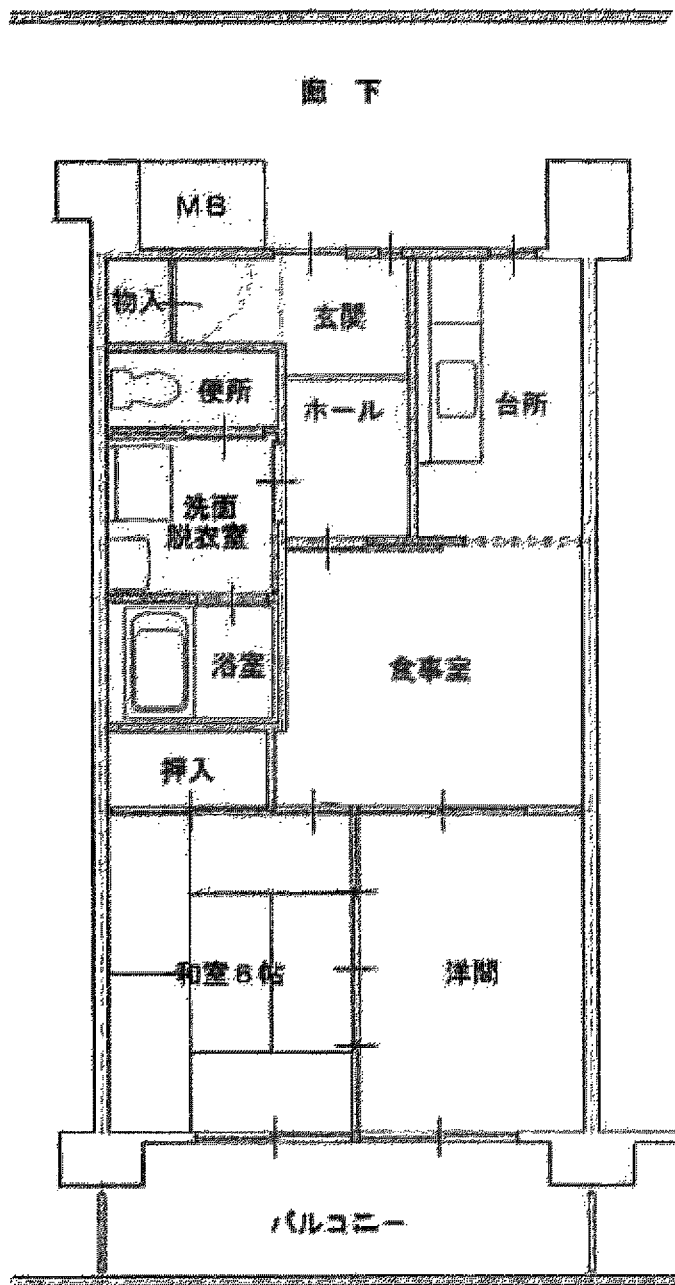 廊下
MB
物入
玄関
便所
ホール
台所
洗面
脱衣室
浴室
食事室
押入
和室6帖
洋間
バルコニー